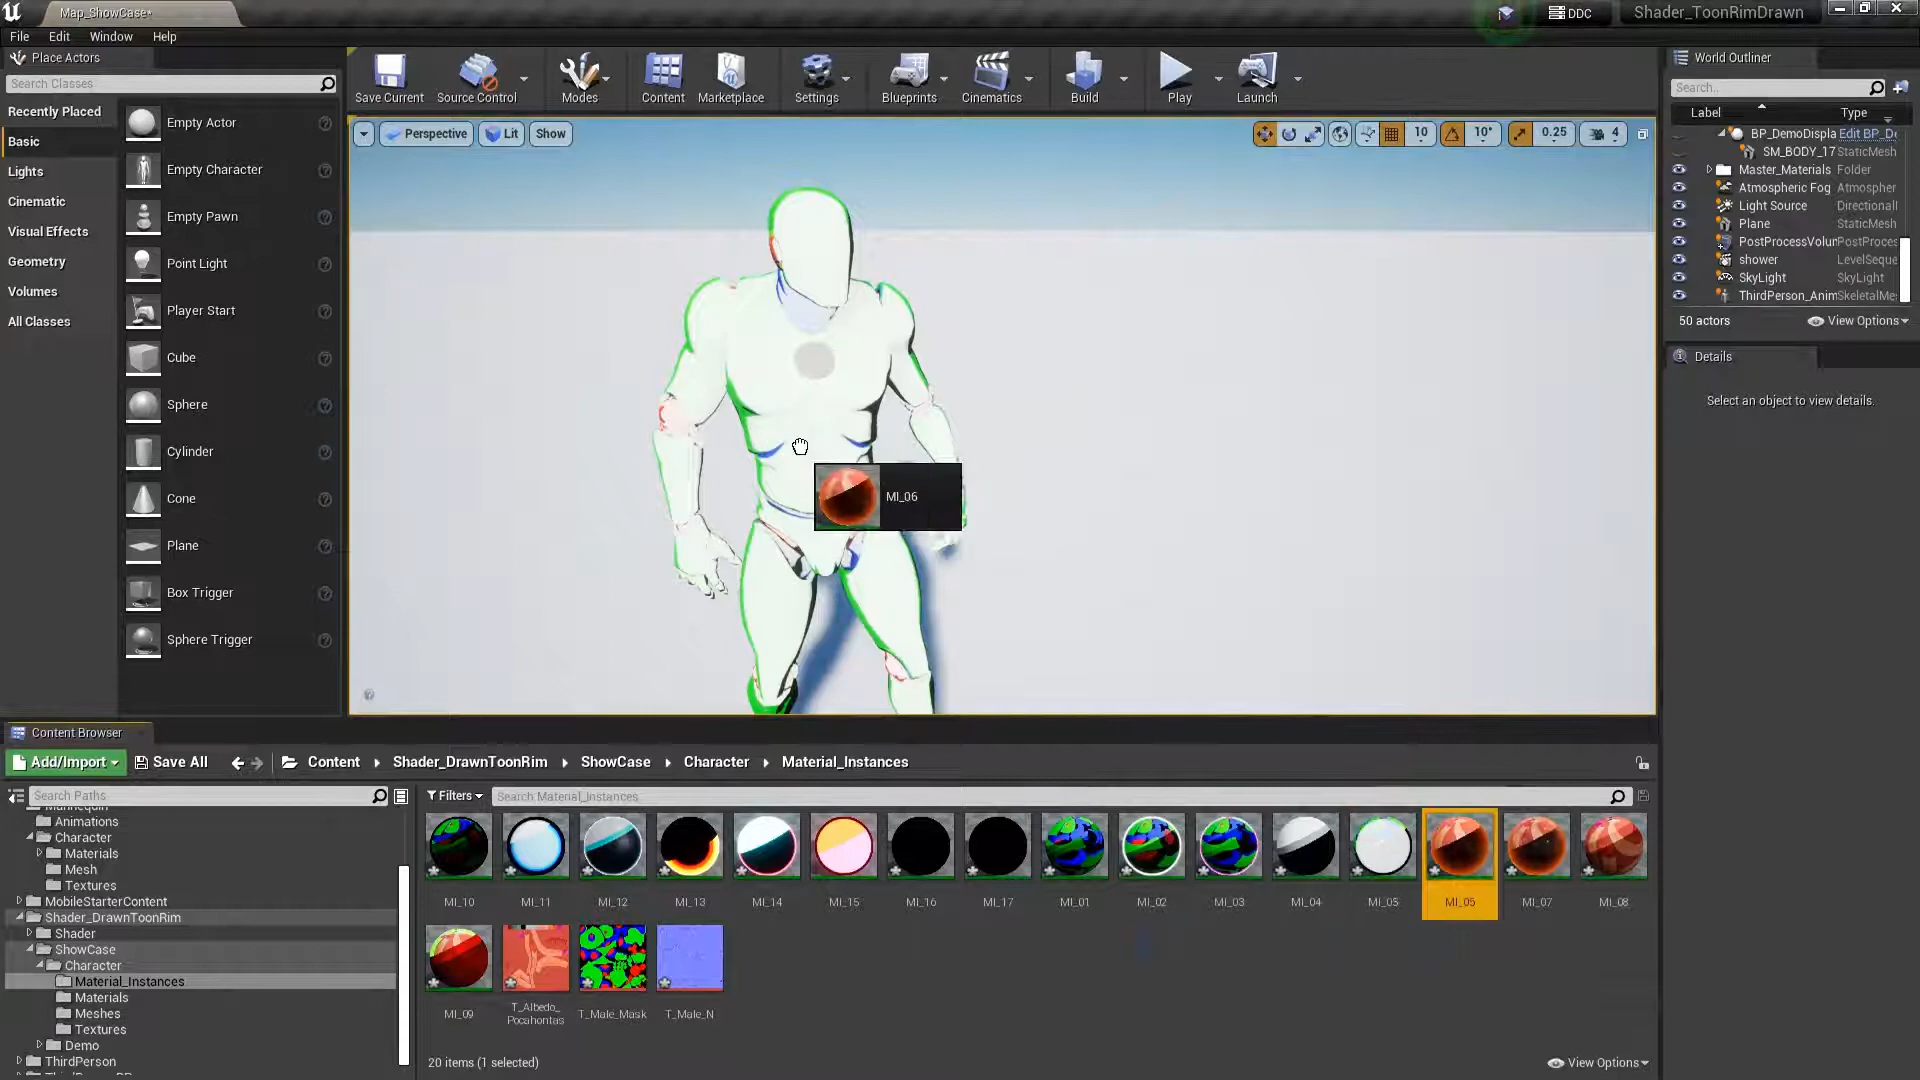 Map_ShowCase*
DDC
Shader_ToonRimDrawn
File Edit Window Help
Place Actors
Search Classes
Recently Placed
Basic
Lights
Cinematic
Visual Effects
Geometry
Volumes
All Classes
Empty Actor
Empty Character
Empty Pawn
Point Light
Player Start
Cube
Sphere
Cylinder
Cone
Plane
Box Trigger
Sphere Trigger
Save Current
Source Control
Modes
Content
Marketplace
Settings
Blueprints
Cinematics
Build
Play
Launch
Perspective
Lit
Show
10
10°
0.25
4
MI_06
World Outliner
Search..
Label Type
BP_DemoDispla Edit BP_De
SM_BODY_17 StaticMesh
Master_Materials Folder
Atmospheric Fog Atmospher
Light Source Directionall
Plane StaticMesh
PostProcessVolun PostProces
shower LevelSeque
SkyLight SkyLight
ThirdPerson_Anim SkeletalMe
50 actors
View Options
Details
Select an object to view details.
Content Browser
Add/Import
Save All
Content
Shader_DrawnToonRim
ShowCase
Character
Material_Instances
Search Paths
Filters
Search Material_Instances
Animations
Character
Materials
Mesh
Textures
MobileStarterContent
Shader_DrawnToonRim
Shader
ShowCase
Character
Material_Instances
Materials
Meshes
Textures
Demo
ThirdPerson
MI_10
MI_11
MI_12
MI_13
MI_14
MI_15
MI_16
MI_17
MI_01
MI_02
MI_03
MI_04
MI_05
MI_05
MI_07
MI_08
MI_09
T_Albedo_
Pocahontas
T_Male_Mask
T_Male_N
20 items (1 selected)
View Options